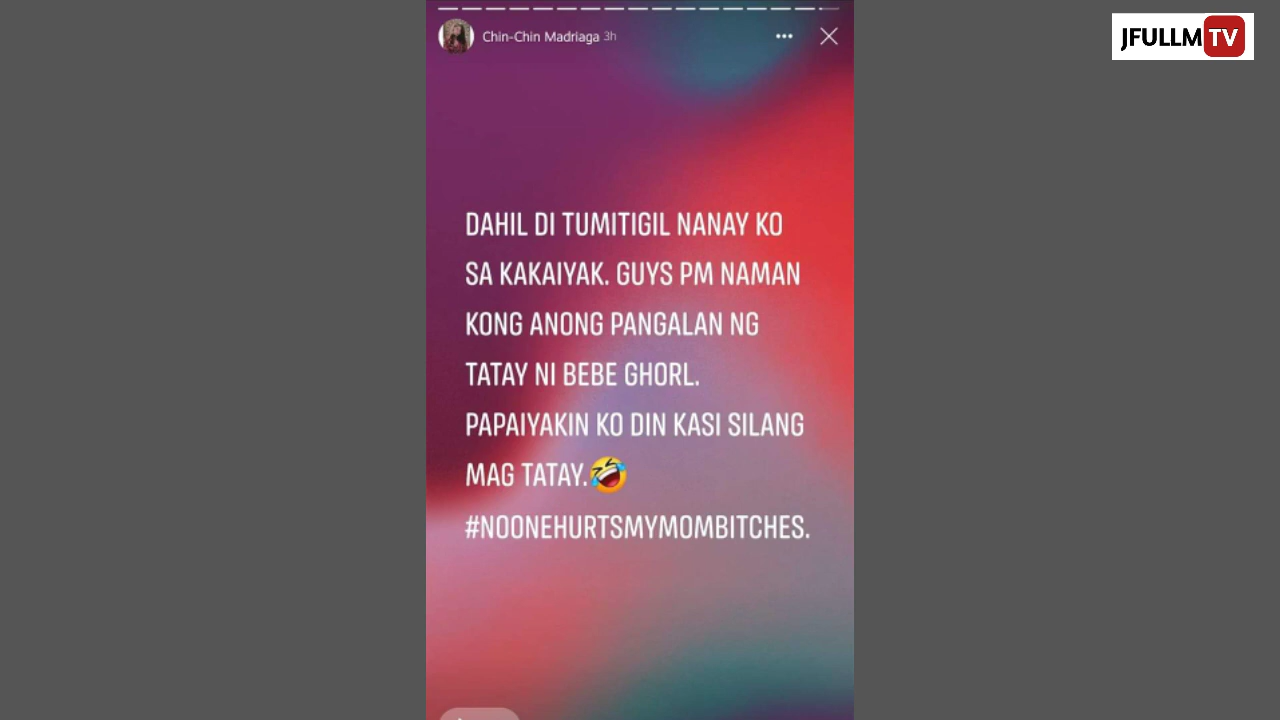 Chin-Chin Madriaga 3h
JFULLM TV
DAHIL DI TUMITIGIL NANAY KO
SA KAKAIYAK. GUYS PM NAMAN
KONG ANONG PANGALAN NG
TATAY NI BEBE GHORL.
PAPAIYAKIN KO DIN KASI SILANG
MAG TATAY.🤣
#NOONEHURTSMYMOMBITCHES.